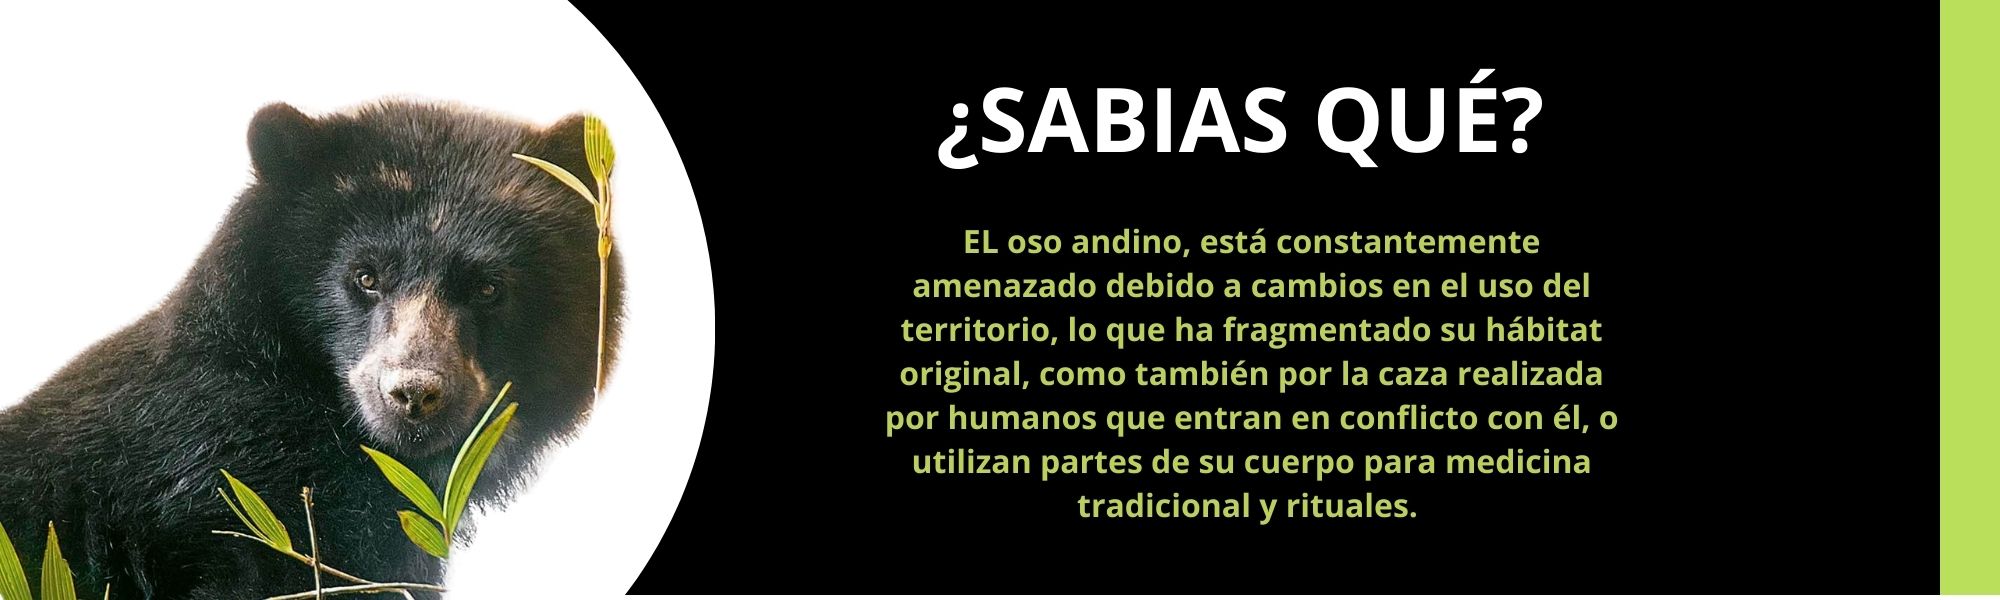 ¿SABIAS QUÉ?
EL oso andino, está constantemente
amenazado debido a cambios en el uso del
territorio, lo que ha fragmentado su hábitat
original, como también por la caza realizada
por humanos que entran en conflicto con él, o
utilizan partes de su cuerpo para medicina
tradicional y rituales.